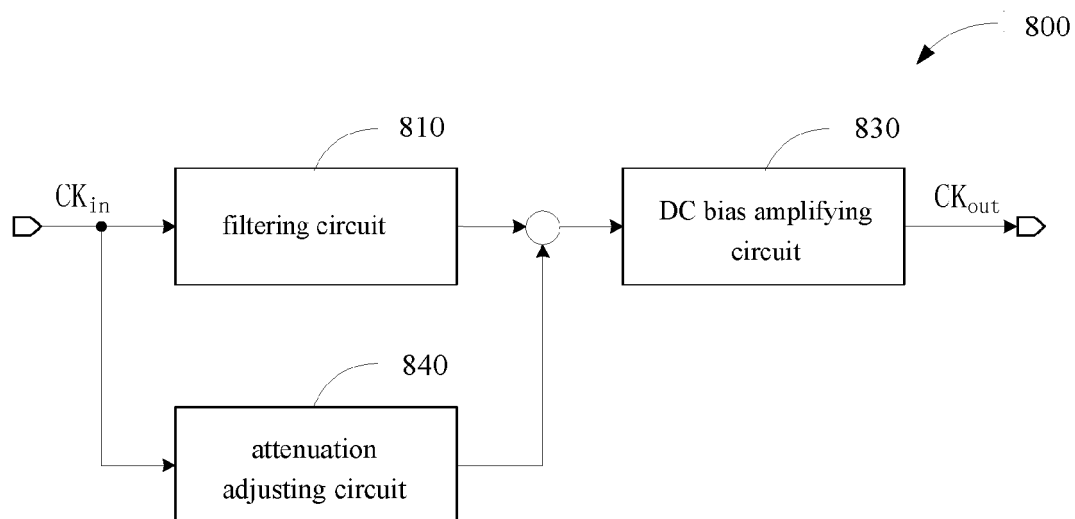 800
810
830
CKin
filtering circuit
DC bias amplifying
circuit
CKout
840
attenuation
adjusting circuit